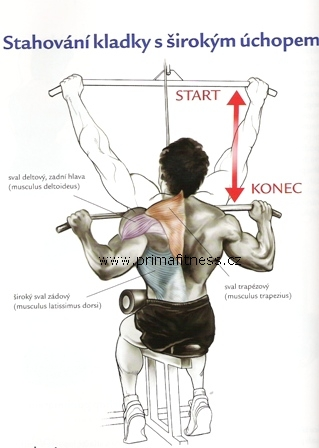 Stahování kladky s širokým úchopem
START
KONEC
sval deltový, zadní hlava
(musculus deltoideus)
www.primafitness.cz
široký sval zádový
(musculus latissimus dorsi)
sval trapézový
(musculus trapezius)